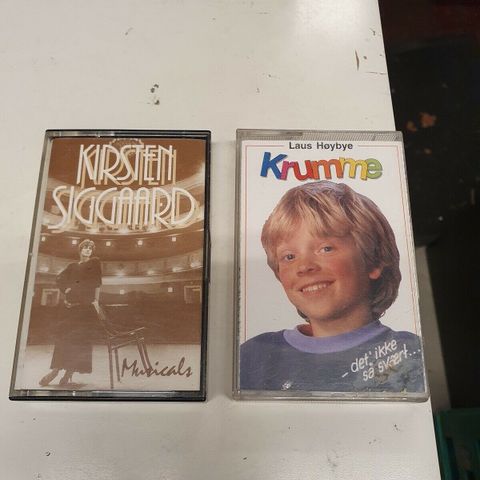 KIRSTEN
SIGGAARD
Musicals
Laus Høybye
Krumme
- det' ikke
så svært...